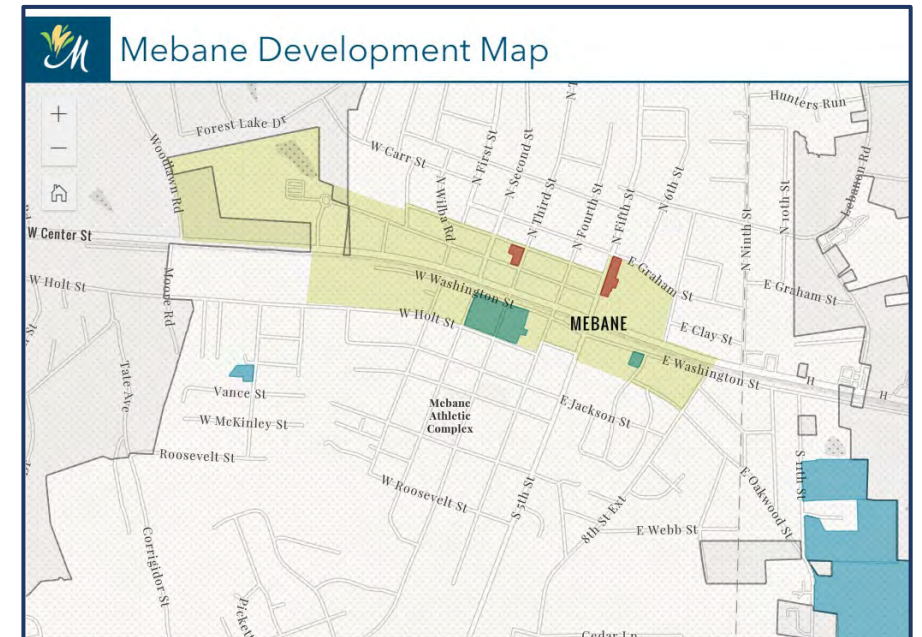 M
Mebane Development Map
+
−
Hunters Run
Forest Lake Dr
Woodlawn Rd
W Carr St
N First St
N Second St
N Third St
N Fourth St
N Fifth St
N 6th St
N Wilba Rd
N Ninth St
N 10th St
Lebanon Rd
W Center St
W Holt St
Moore Rd
W Washington St
W Holt St
MEBANE
E Graham St
E Graham St
E Clay St
E Washington St
H
H
Tate Ave
Vance St
W McKinley St
Roosevelt St
Mebane
Athletic
Complex
E Jackson St
W Roosevelt St
S 5th St
8th St Ext
E Webb St
E Oakwood St
S 11th St
Corrigidor St
Cedar Ln